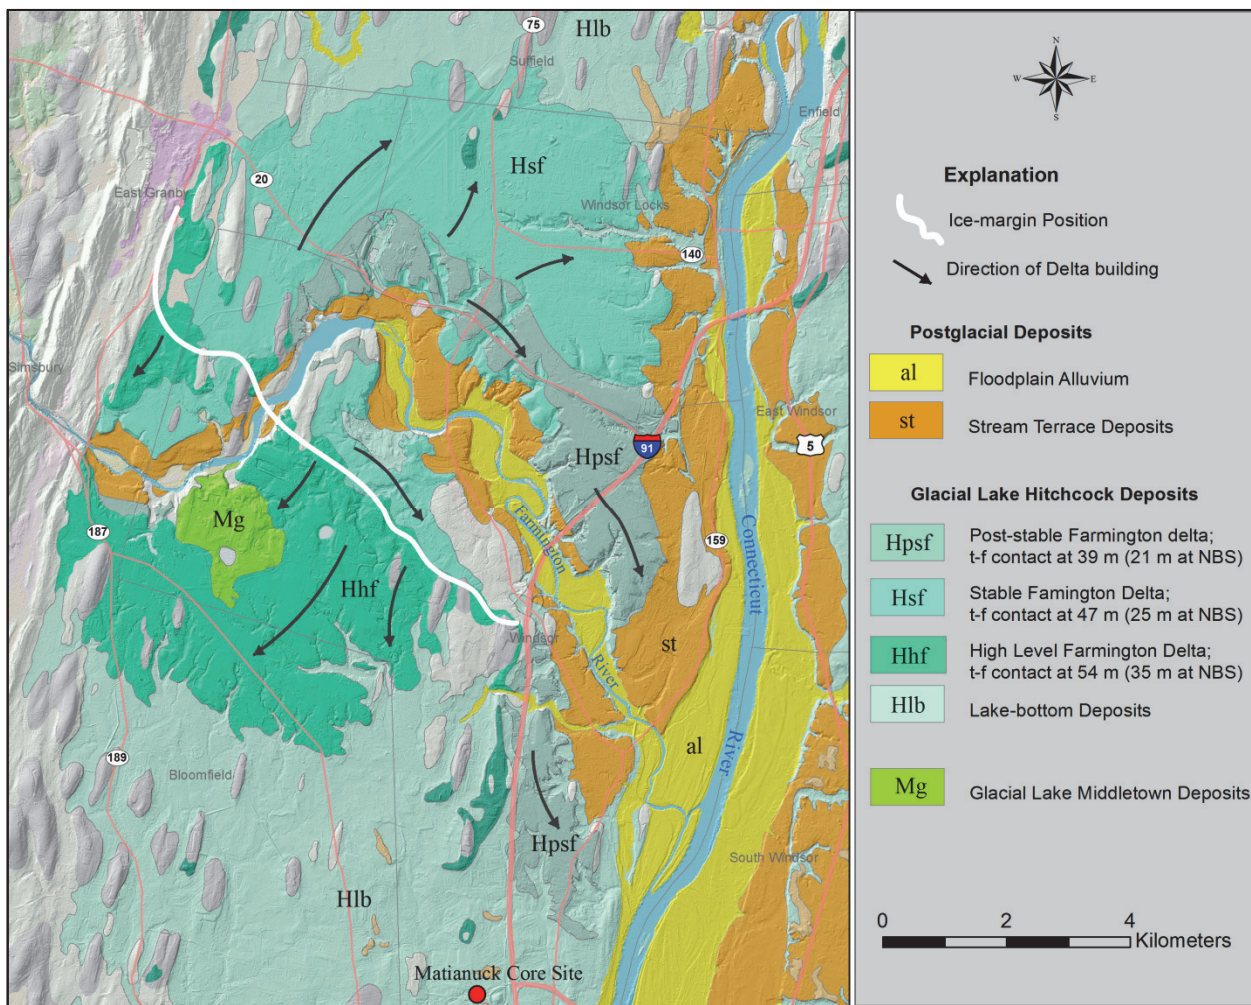 75
Hlb
Suffield
Enfield
East Granby
20
Hsf
Windsor Locks
140
Simsbury
East Windsor
91
5
Hpsf
Mg
187
Farmington
River
159
Connecticut
River
Hhf
Windsor
st
al
189
Bloomfield
Hpsf
South Windsor
Hlb
Matianuck Core Site
N
W
E
S
Explanation
Ice-margin Position
Direction of Delta building
Postglacial Deposits
al
Floodplain Alluvium
st
Stream Terrace Deposits
Glacial Lake Hitchcock Deposits
Hpsf
Post-stable Farmington delta;
t-f contact at 39 m (21 m at NBS)
Hsf
Stable Famington Delta;
t-f contact at 47 m (25 m at NBS)
Hhf
High Level Farmington Delta;
t-f contact at 54 m (35 m at NBS)
Hlb
Lake-bottom Deposits
Mg
Glacial Lake Middletown Deposits
0 2 4
Kilometers